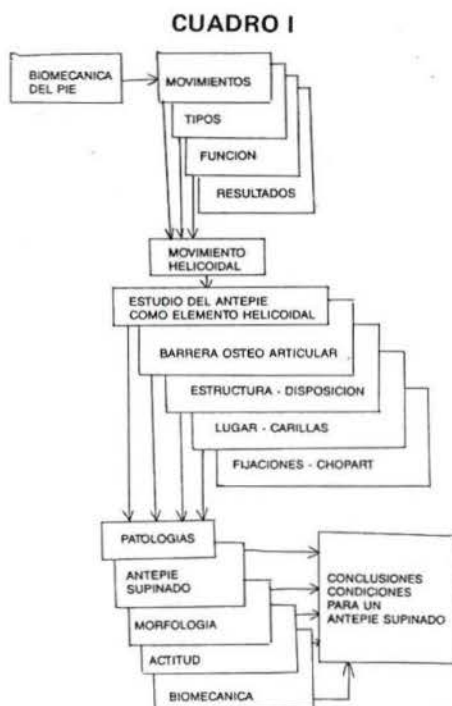 CUADRO I
BIOMECANICA
DEL PIE
MOVIMIENTOS
TIPOS
FUNCION
RESULTADOS
MOVIMIENTO
HELICOIDAL
ESTUDIO DEL ANTEPIE
COMO ELEMENTO HELICOIDAL
BARRERA OSTEO ARTICULAR
ESTRUCTURA - DISPOSICION
LUGAR - CARILLAS
FIJACIONES - CHOPART
PATOLOGIAS
ANTEPIE
SUPINADO
MORFOLOGIA
ACTITUD
BIOMECANICA
CONCLUSIONES
CONDICIONES
PARA UN
ANTEPIE SUPINADO